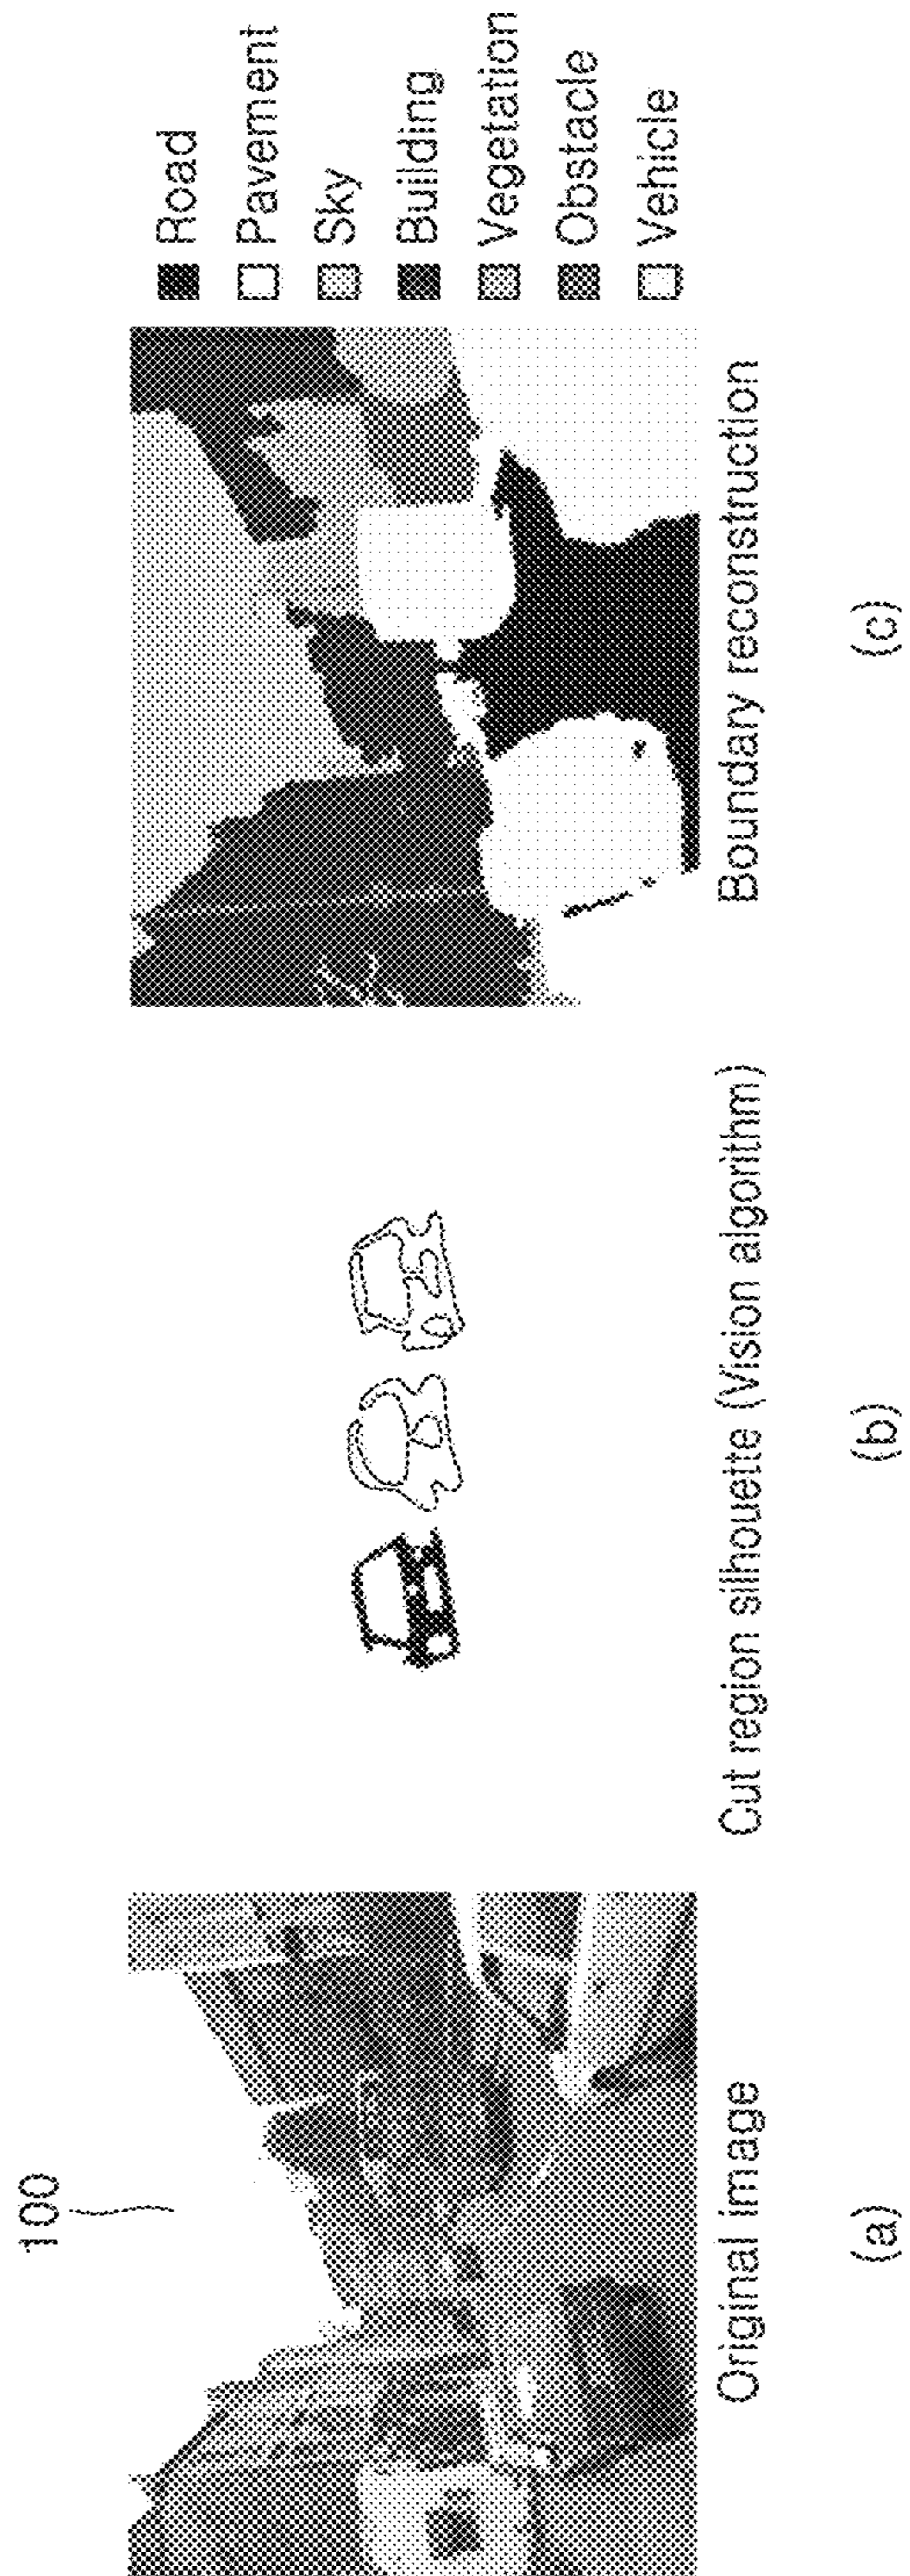 100
Original image
(a)
Cut region silhouette (Vision algorithm)
(b)
Boundary reconstruction
(c)
Road
Pavement
Sky
Building
Vegetation
Obstacle
Vehicle